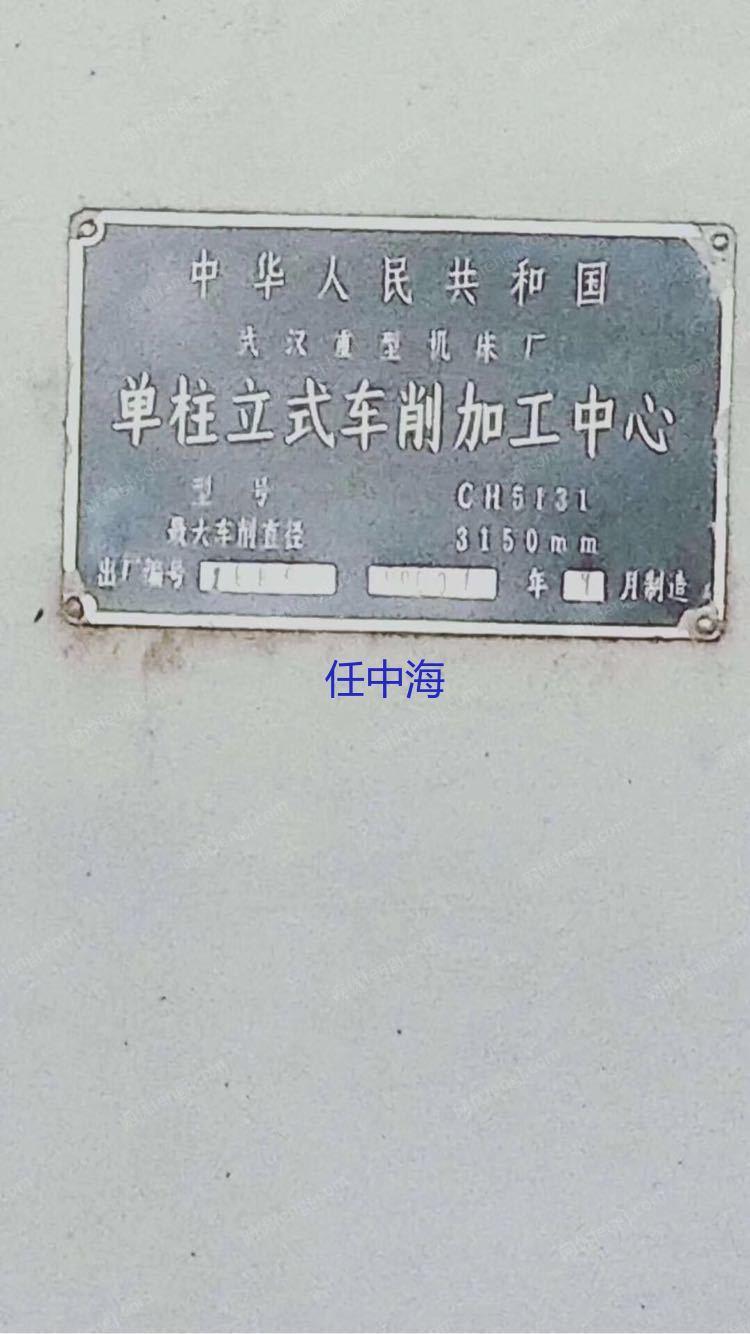 中华人民共和国
武汉重型机床厂
单柱立式车削加工中心
型号 CH5131
最大车削直径 3150mm
出厂编号 年 月制造
任中海